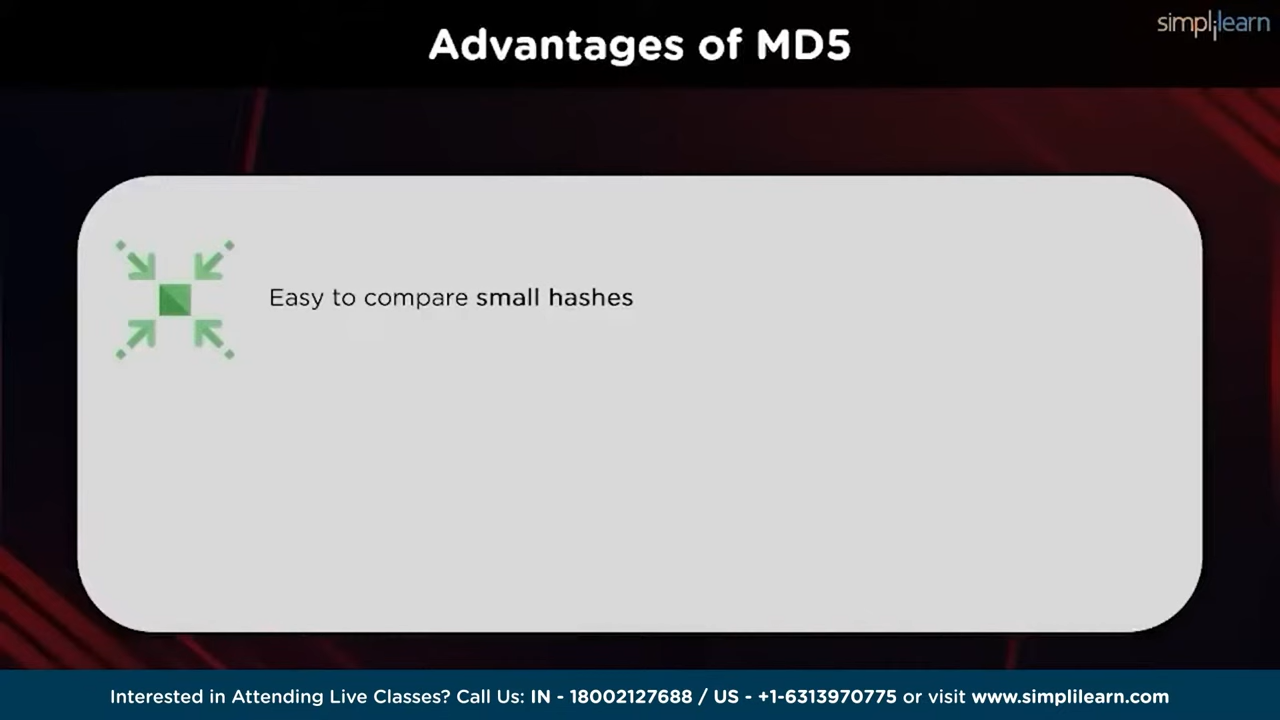 Advantages of MD5
simplilearn
Easy to compare small hashes
Interested in Attending Live Classes? Call Us: IN - 18002127688 / US - +1-6313970775 or visit www.simplilearn.com